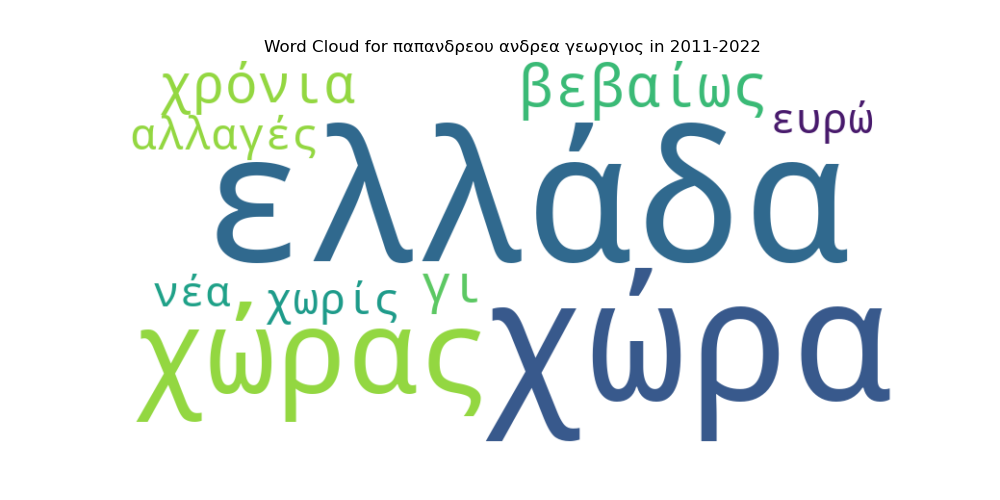 Word Cloud for παπανδρεου ανδρεα γεωργιος in 2011-2022
χρόνια
βεβαίως
ευρώ
αλλαγές
ελλάδα
νέα
χωρίς
γι
χώρας
χώρα